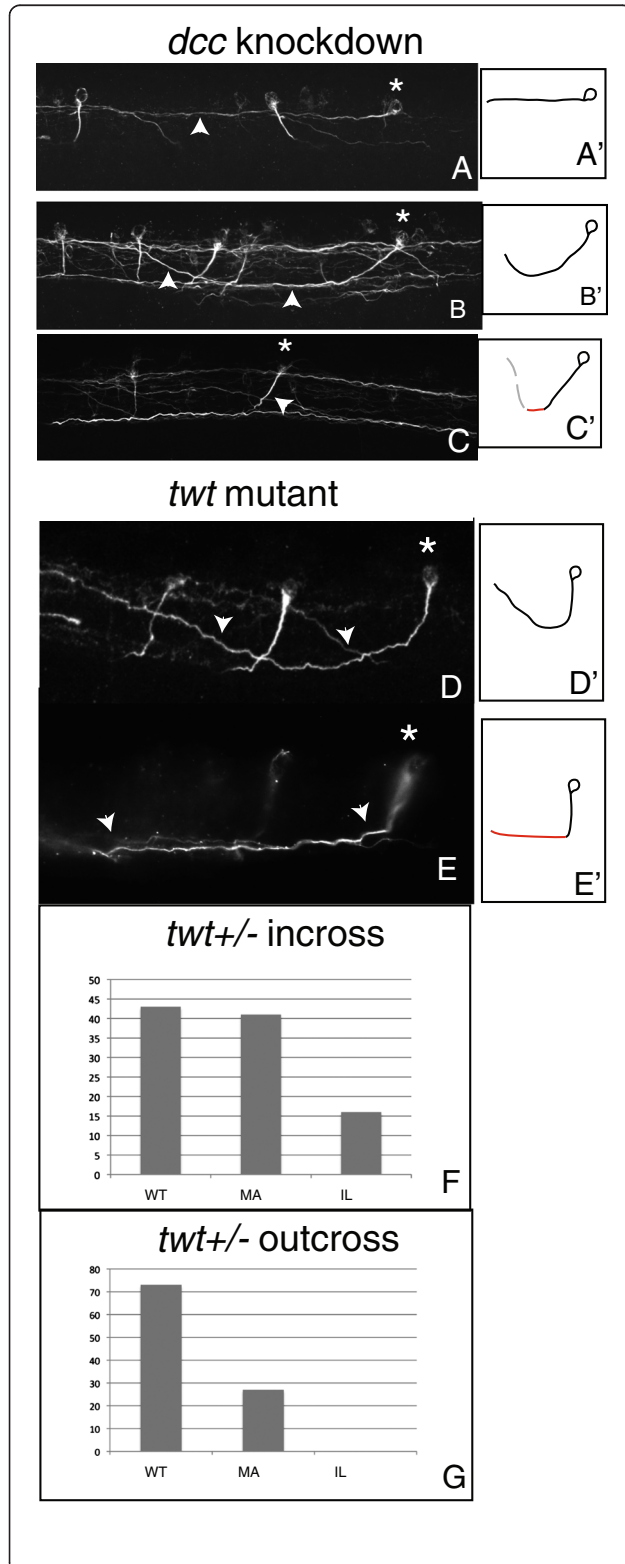 dcc knockdown
*
A
A’
*
B
B’
*
C
C’
twt mutant
*
D
D’
*
E
E’
twt+/- incross
50
45
40
35
30
25
20
15
10
5
0
WT MA IL
F
twt+/- outcross
80
70
60
50
40
30
20
10
0
WT MA IL
G